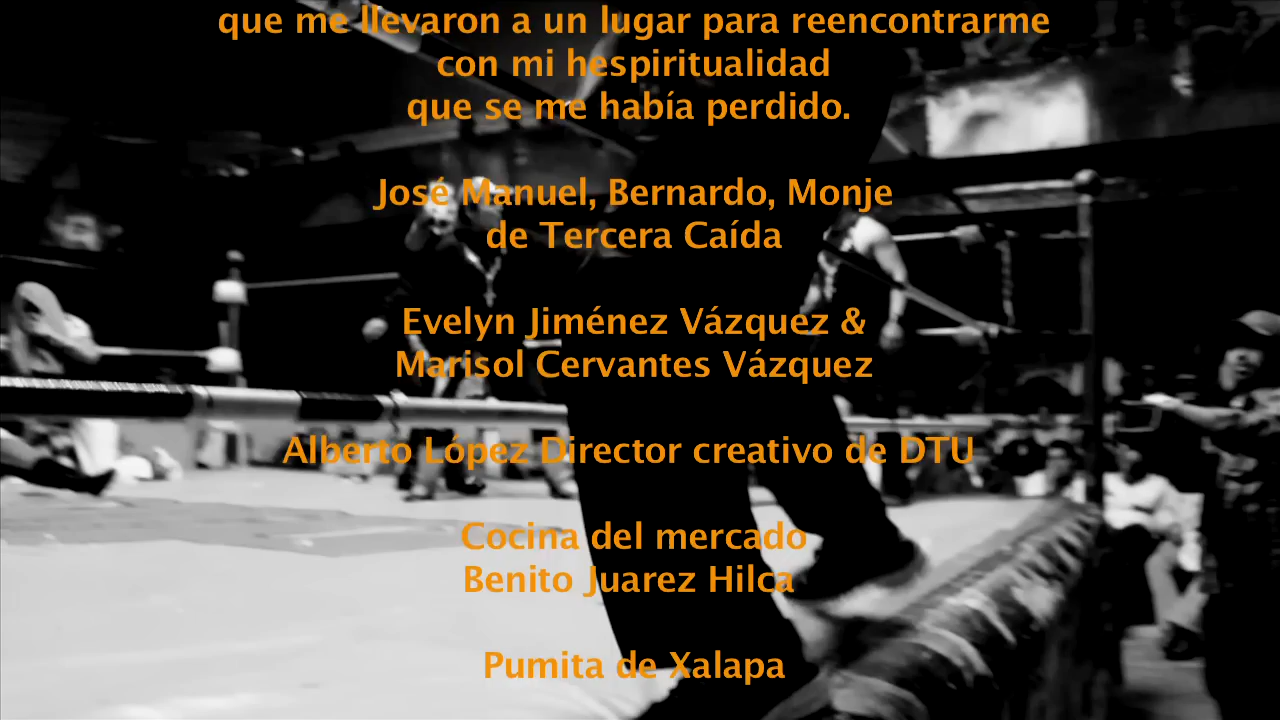 que me llevaron a un lugar para reencontrarme
con mi hespiritualidad
que se me había perdido.
José Manuel, Bernardo, Monje
de Tercera Caída
Evelyn Jiménez Vázquez &
Marisol Cervantes Vázquez
Alberto López Director creativo de DTU
Cocina del mercado
Benito Juarez Hilca
Pumita de Xalapa